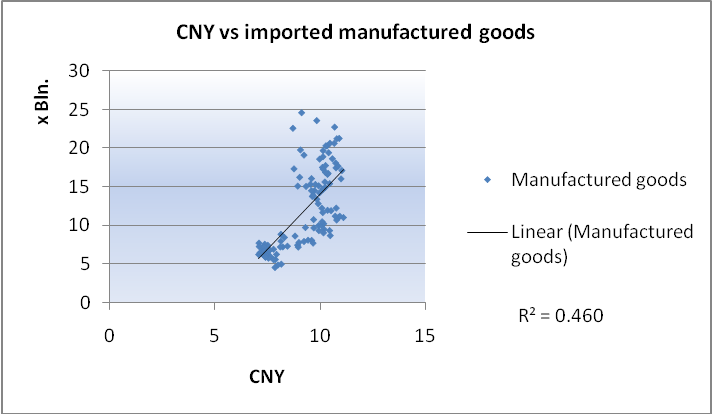 CNY vs imported manufactured goods
x Bln.
30
25
20
15
10
5
0
0 5 10 15
CNY
Manufactured goods
Linear (Manufactured
goods)
R² = 0.460